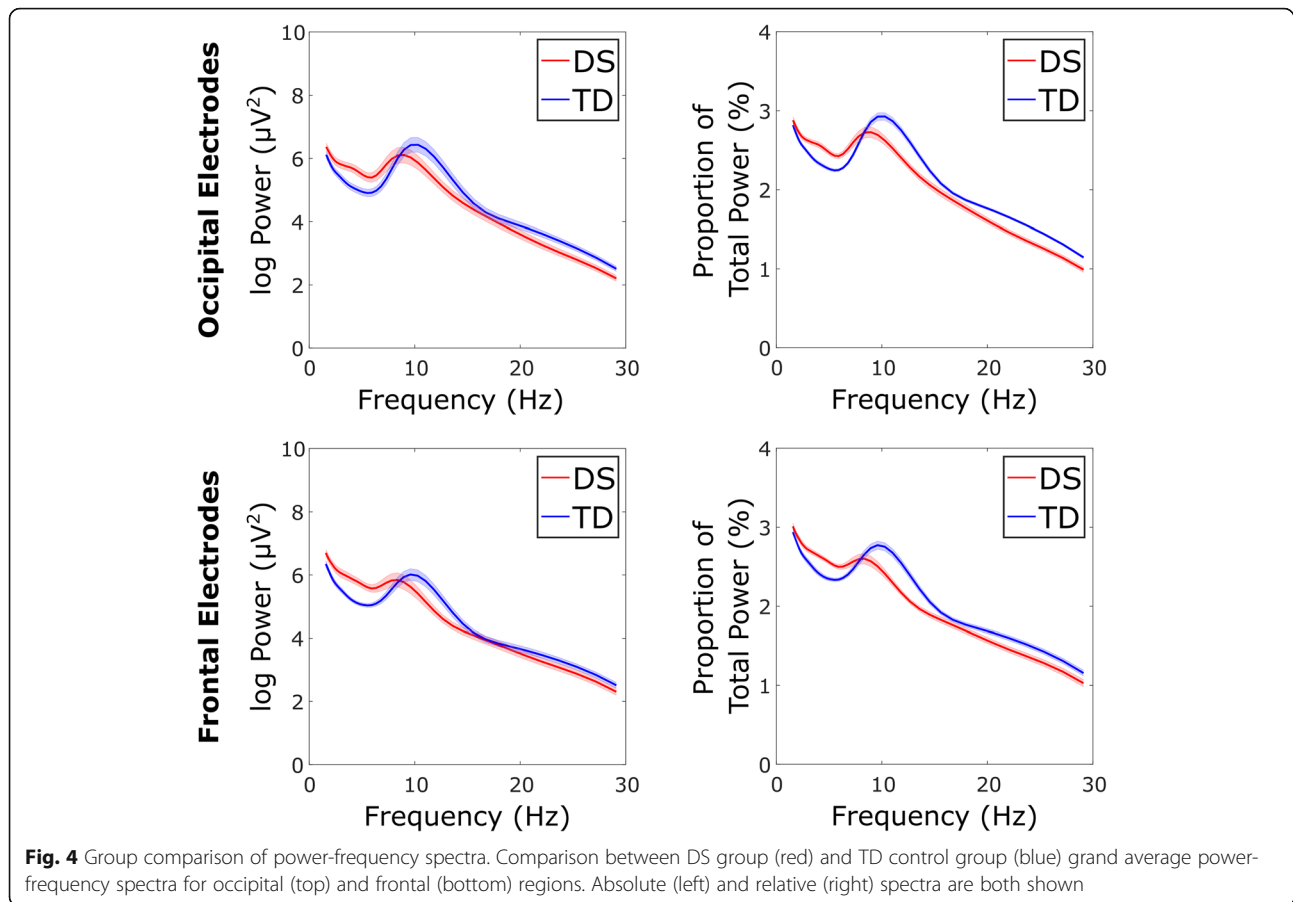 Occipital Electrodes
log Power (µV²)
10
8
6
4
2
0
0 10 20 30
Frequency (Hz)
DS
TD
Proportion of
Total Power (%)
4
3
2
1
0
0 10 20 30
Frequency (Hz)
DS
TD
Frontal Electrodes
log Power (µV²)
10
8
6
4
2
0
0 10 20 30
Frequency (Hz)
DS
TD
Proportion of
Total Power (%)
4
3
2
1
0
0 10 20 30
Frequency (Hz)
DS
TD
Fig. 4 Group comparison of power-frequency spectra. Comparison between DS group (red) and TD control group (blue) grand average power-
frequency spectra for occipital (top) and frontal (bottom) regions. Absolute (left) and relative (right) spectra are both shown